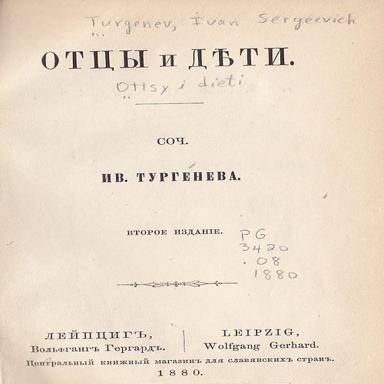 Turgenev, Ivan Sergeevich
ОТЦЫ и ДѢТИ.
Ottsy i dieti
СОЧ.
ИВ. ТУРГЕНЕВА.
ВТОРОЕ ИЗДАНІЕ.
PG
3420
.O8
1880
ЛЕЙПЦИГЪ,
Вольфгангъ Гергардъ.
LEIPZIG,
Wolfgang Gerhard.
Центральный книжный магазинъ для славянскихъ странъ.
1880.